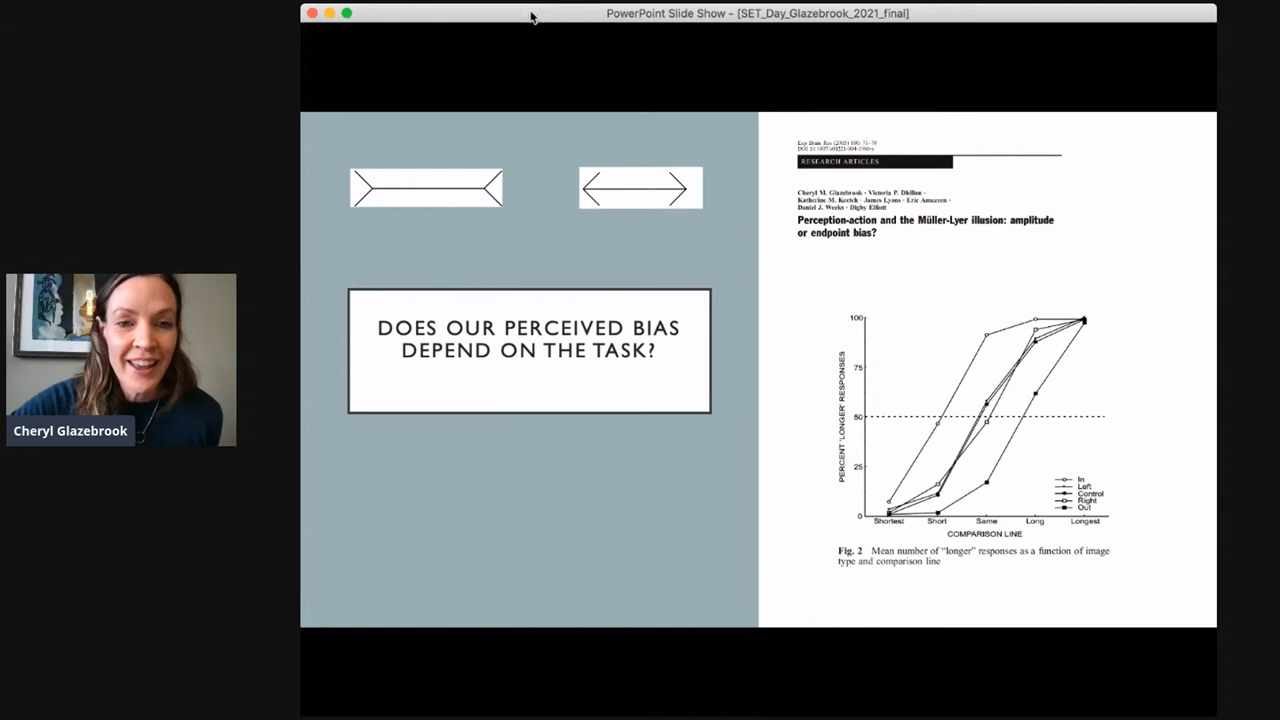 PowerPoint Slide Show - [SET_Day_Glazebrook_2021_final]
RESEARCH ARTICLES
Cheryl M. Glazebrook · Victoria P. Dhillon ·
Katherine M. Keetch · James Lyons · Eric Amazeen ·
Daniel J. Weeks · Digby Elliott
Perception-action and the Müller-Lyer illusion: amplitude
or endpoint bias?
DOES OUR PERCEIVED BIAS
DEPEND ON THE TASK?
Cheryl Glazebrook
PERCENT 'LONGER' RESPONSES
100
75
50
25
0
In
Left
Control
Right
Out
Shortest Short Same Long Longest
COMPARISON LINE
Fig. 2 Mean number of “longer” responses as a function of image
type and comparison line